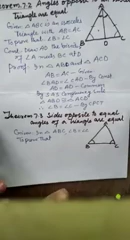 Theorem 7.2 Angles opposite to
Triangle are equal
Given △ABC is an isosceles
Triangle with AB=AC
To prove that ∠B=∠C
Const. Draw AD the bisector
of ∠A meets BC at D
Proof: In △ABD and △ACD
AB=AC – Given
∠BAD=∠CAD – By const.
AD=AD – Common
By SAS Congruency
△ABD ≅ △ACD
∠B=∠C – By CPCT
Theorem 7.3 Sides opposite to equal
angles of a triangle are equal
Given: In △ABC, ∠B=∠C
To prove that
A
B
D
A